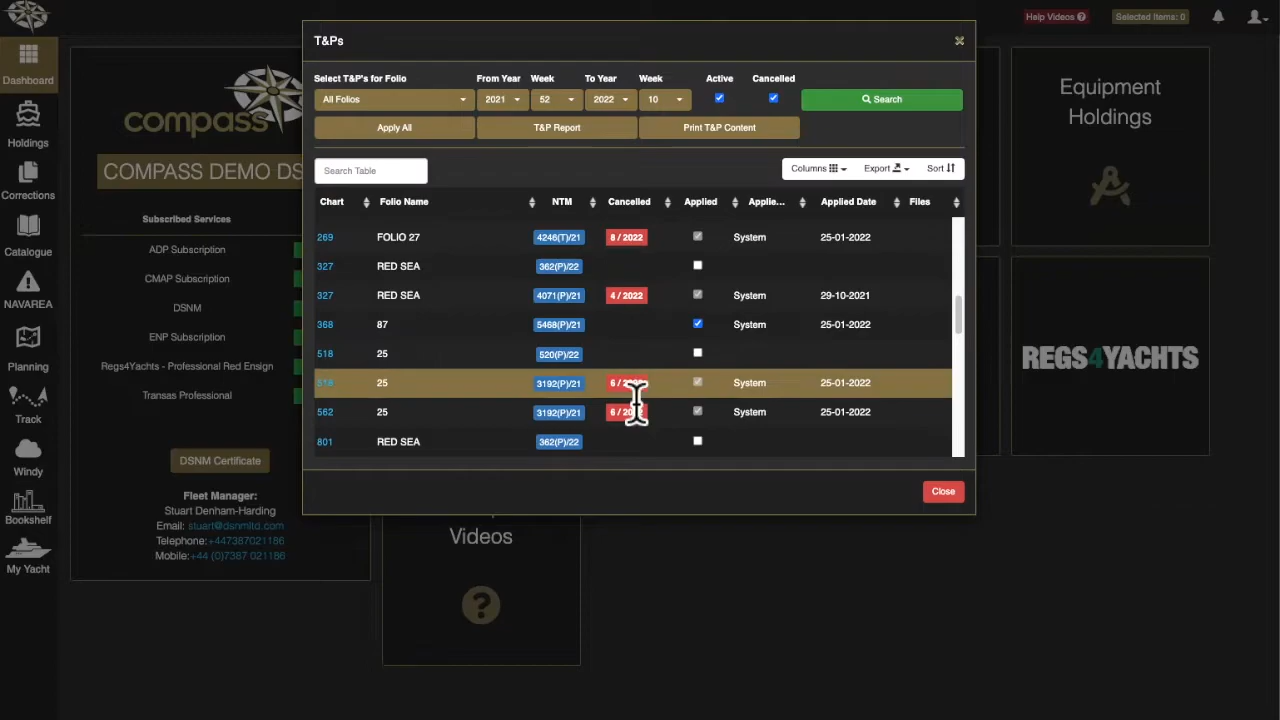 Help Videos
Selected Items: 0
Dashboard
Holdings
Corrections
Catalogue
NAVAREA
Planning
Track
Windy
Bookshelf
My Yacht
compass
COMPASS DEMO DS
Subscribed Services
ADP Subscription
CMAP Subscription
DSNM
ENP Subscription
Regs4Yachts - Professional Red Ensign
Transas Professional
DSNM Certificate
Fleet Manager:
Stuart Denham-Harding
Email: stuart@dsnmltd.com
Telephone:+447387021186
Mobile:+44 (0)7387 021186
T&Ps
Select T&P's for Folio From Year Week To Year Week Active Cancelled
All Folios 2021 52 2022 10 Search
Apply All T&P Report Print T&P Content
Search Table Columns Export Sort
Chart Folio Name NTM Cancelled Applied Applie... Applied Date Files
269 FOLIO 27 4246(T)/21 8 / 2022 System 25-01-2022
327 RED SEA 362(P)/22
327 RED SEA 4071(P)/21 4 / 2022 System 29-10-2021
368 87 5468(P)/21 System 25-01-2022
518 25 520(P)/22
518 25 3192(P)/21 System 25-01-2022
562 25 3192(P)/21 System 25-01-2022
801 RED SEA 362(P)/22
Close
Videos
Equipment
Holdings
REGS4YACHTS